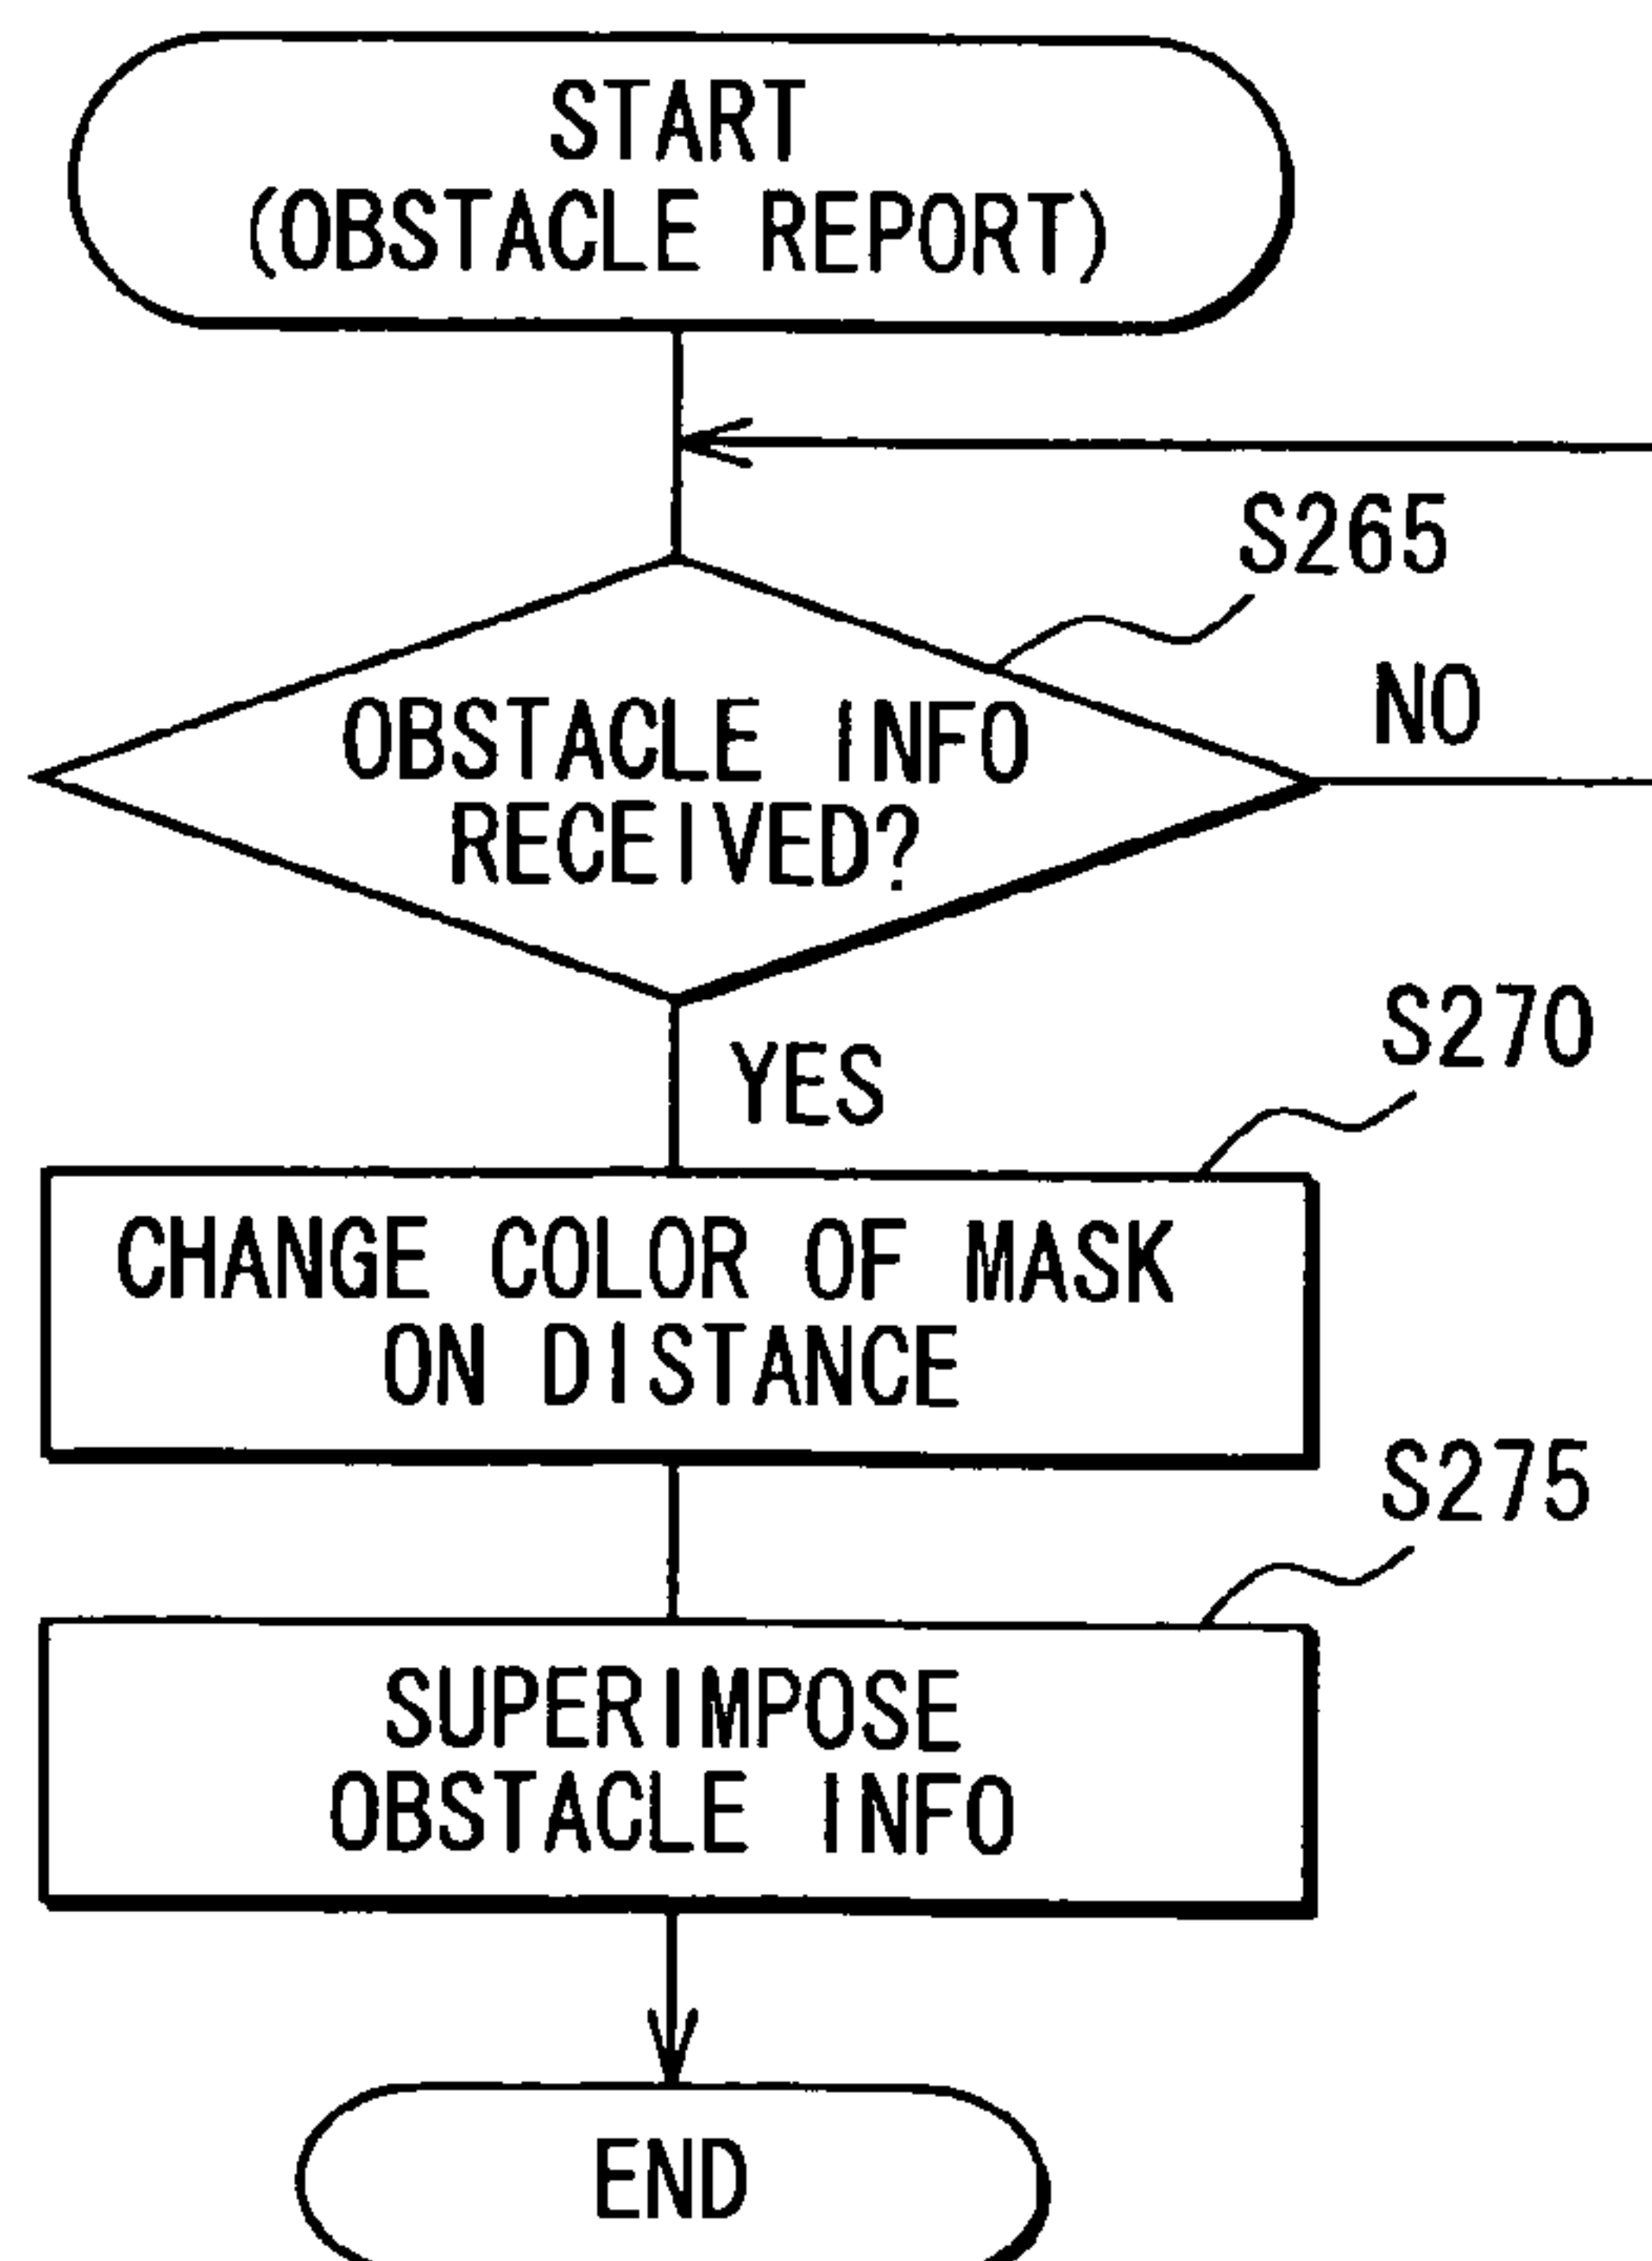 START
(OBSTACLE REPORT)
S265
OBSTACLE INFO
RECEIVED?
NO
YES
S270
CHANGE COLOR OF MASK
ON DISTANCE
S275
SUPERIMPOSE
OBSTACLE INFO
END